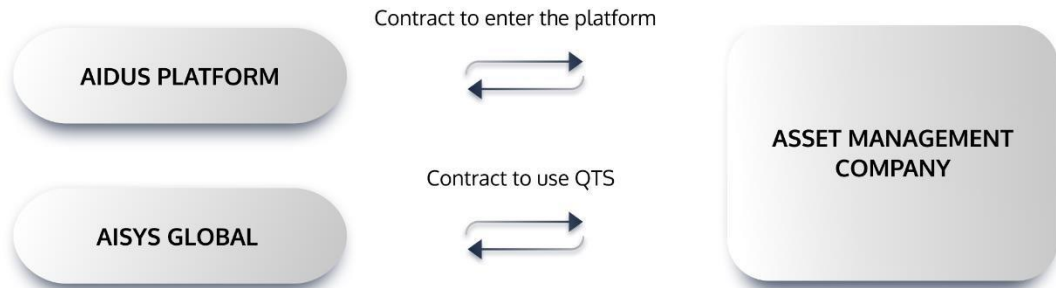 Contract to enter the platform
AIDUS PLATFORM
ASSET MANAGEMENT
COMPANY
Contract to use QTS
AISYS GLOBAL